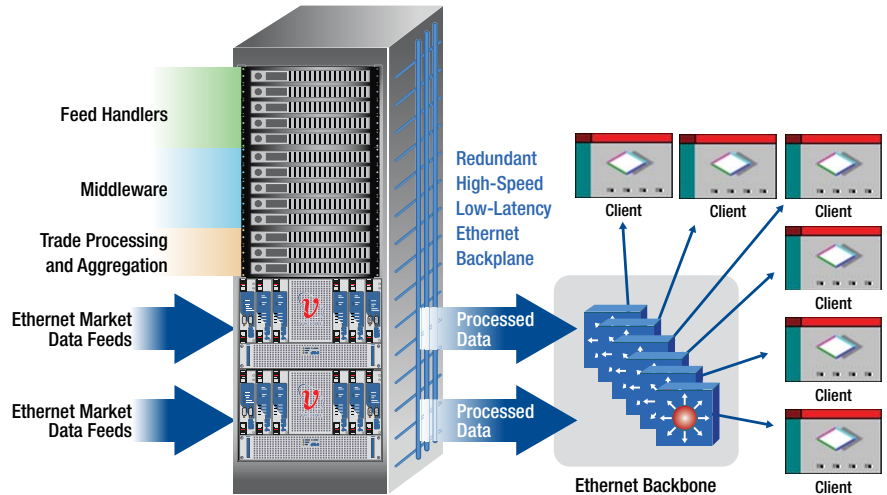 Feed Handlers
Middleware
Trade Processing
and Aggregation
Ethernet Market
Data Feeds
Ethernet Market
Data Feeds
v
v
Redundant
High-Speed
Low-Latency
Ethernet
Backplane
Processed
Data
Processed
Data
Client
Client
Client
Client
Client
Client
Ethernet Backbone